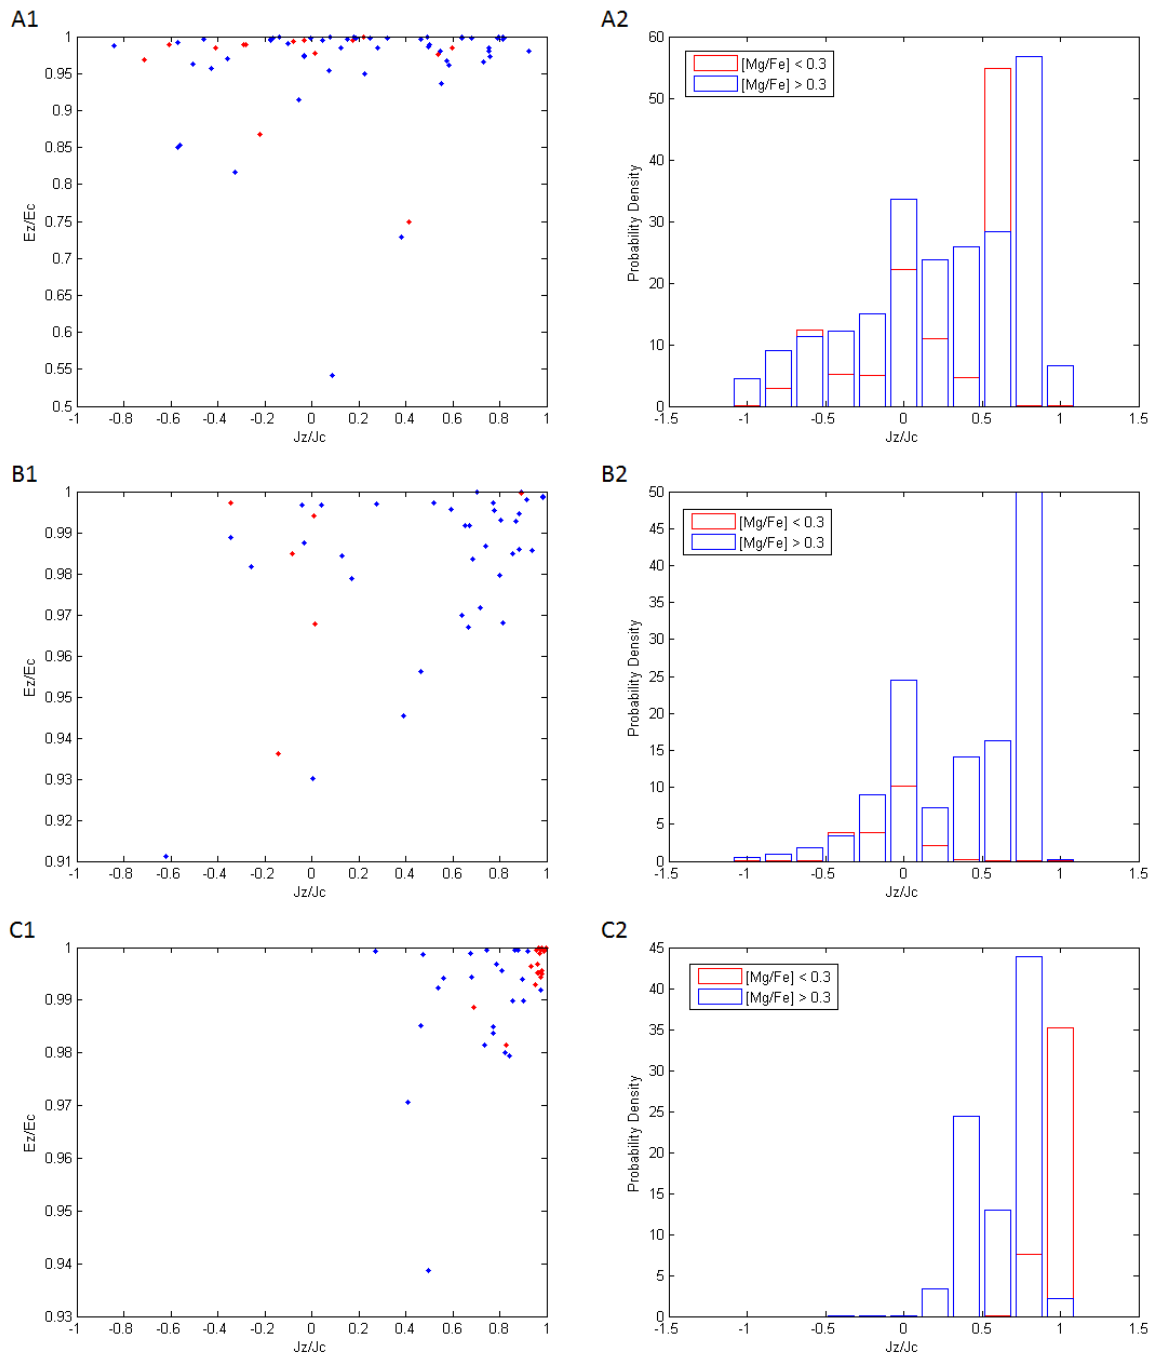 A1
1
0.95
0.9
0.85
0.8
0.75
0.7
0.65
0.6
0.55
0.5
Ez/Ec
-1 -0.8 -0.6 -0.4 -0.2 0 0.2 0.4 0.6 0.8 1
Jz/Jc
A2
60
50
40
30
20
10
0
Probability Density
[Mg/Fe] < 0.3
[Mg/Fe] > 0.3
-1.5 -1 -0.5 0 0.5 1 1.5
Jz/Jc
B1
1
0.99
0.98
0.97
0.96
0.95
0.94
0.93
0.92
0.91
Ez/Ec
-1 -0.8 -0.6 -0.4 -0.2 0 0.2 0.4 0.6 0.8 1
Jz/Jc
B2
50
45
40
35
30
25
20
15
10
5
0
Probability Density
[Mg/Fe] < 0.3
[Mg/Fe] > 0.3
-1.5 -1 -0.5 0 0.5 1 1.5
Jz/Jc
C1
1
0.99
0.98
0.97
0.96
0.95
0.94
0.93
Ez/Ec
-1 -0.8 -0.6 -0.4 -0.2 0 0.2 0.4 0.6 0.8 1
Jz/Jc
C2
45
40
35
30
25
20
15
10
5
0
Probability Density
[Mg/Fe] < 0.3
[Mg/Fe] > 0.3
-1.5 -1 -0.5 0 0.5 1 1.5
Jz/Jc